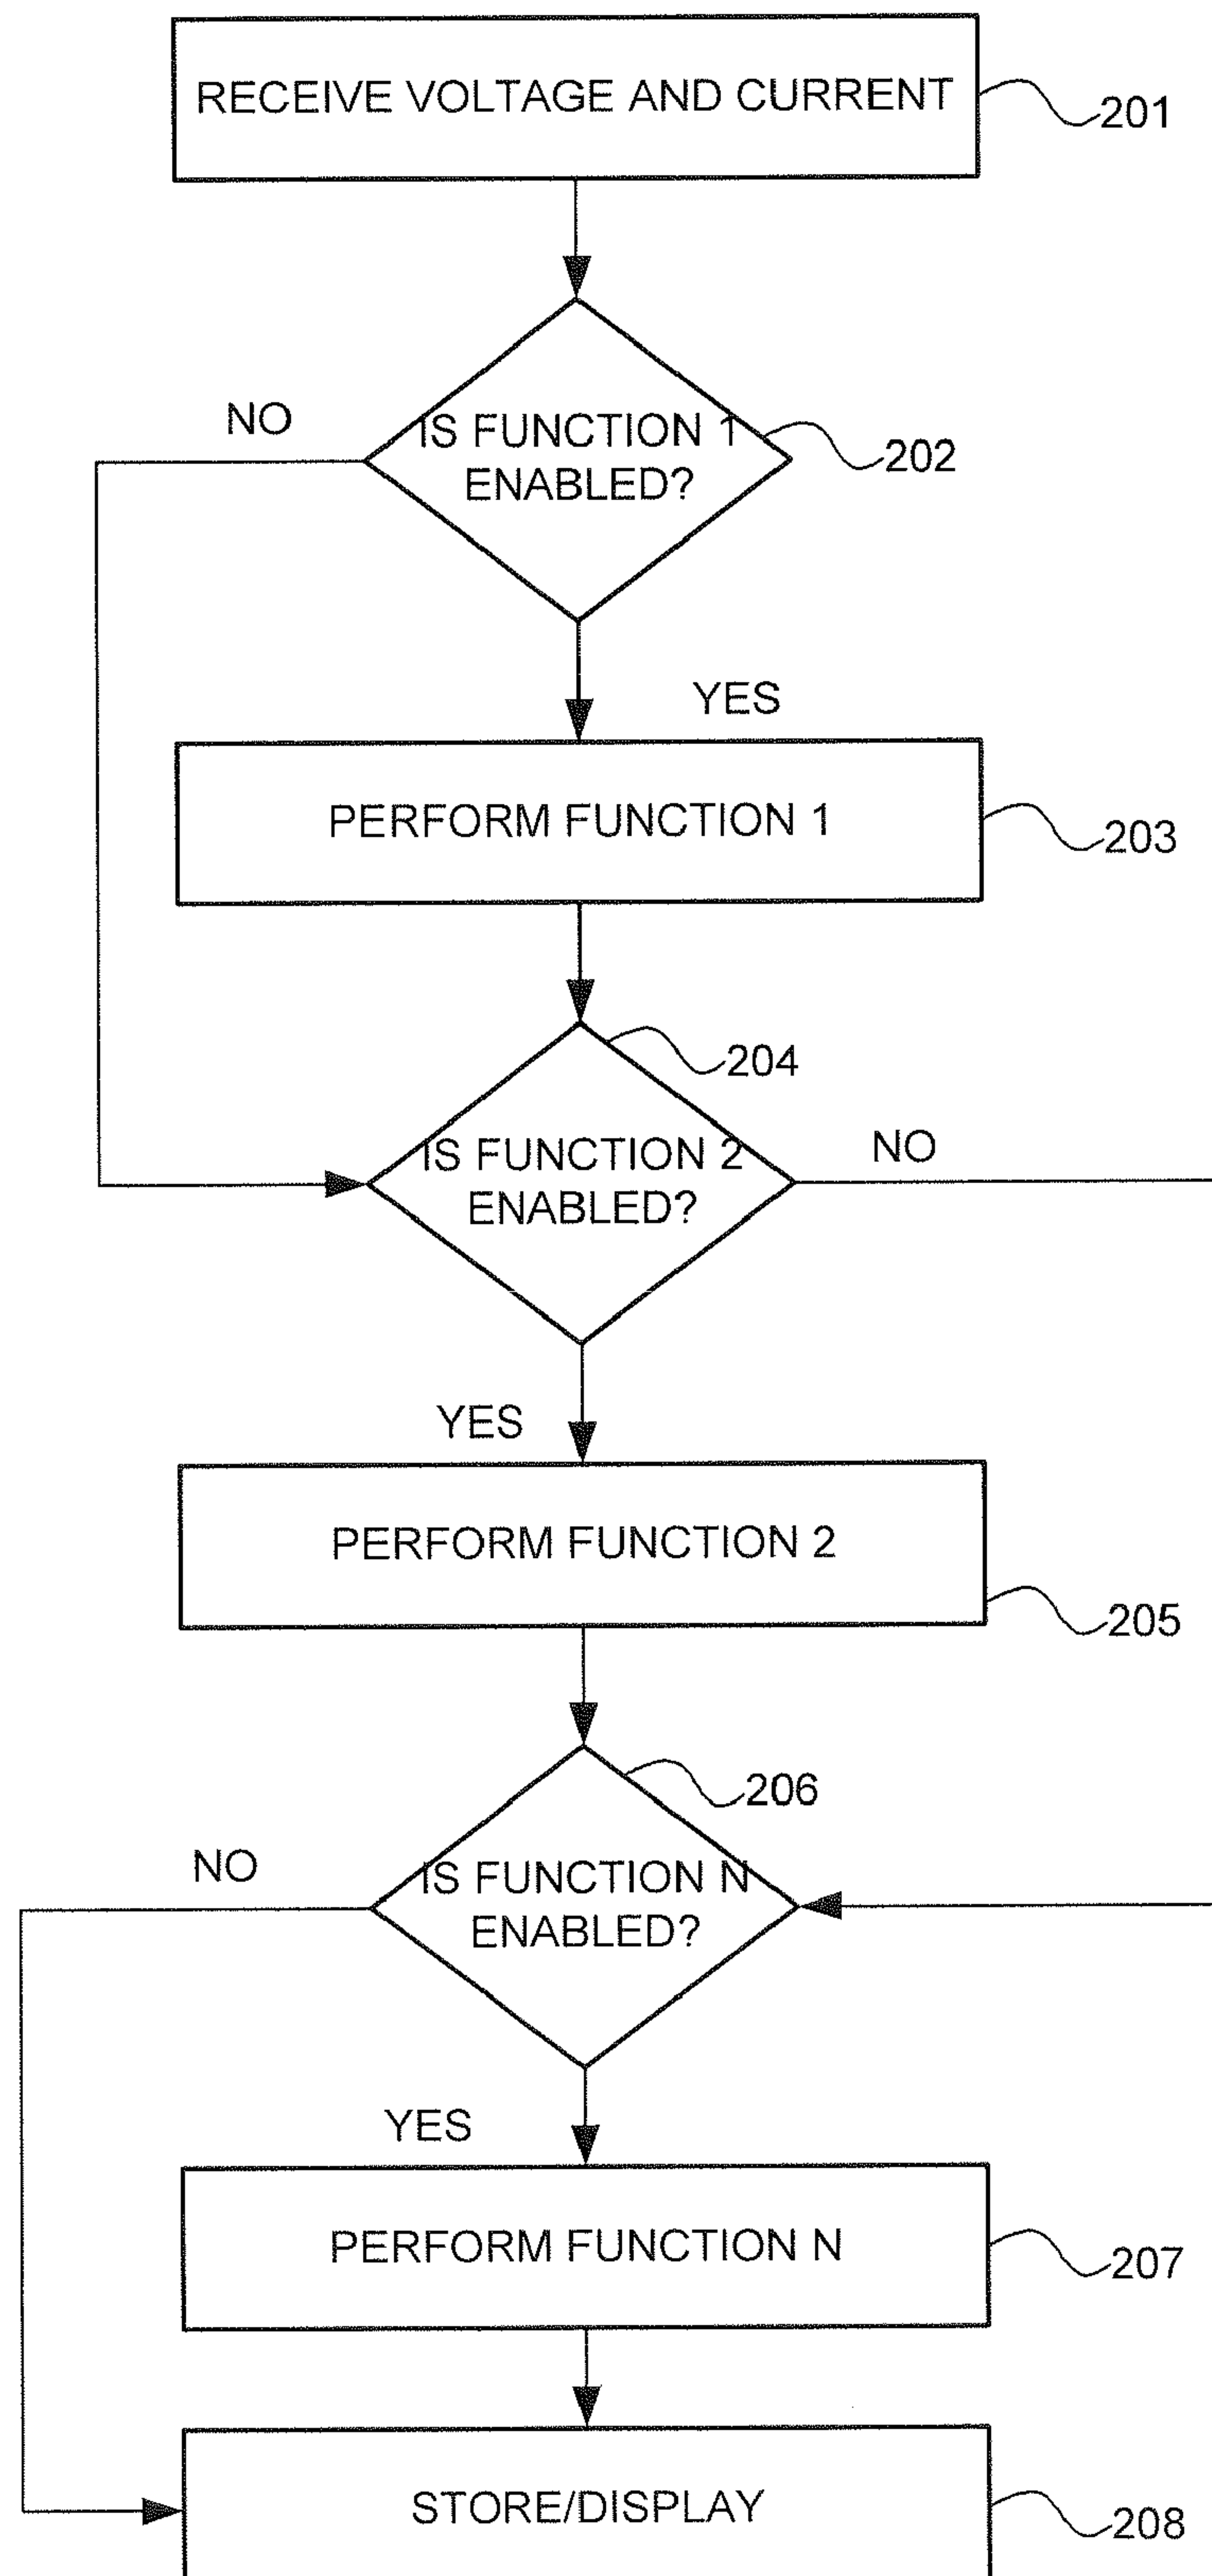 RECEIVE VOLTAGE AND CURRENT
201
NO
IS FUNCTION 1
ENABLED?
202
YES
PERFORM FUNCTION 1
203
204
IS FUNCTION 2
ENABLED?
NO
YES
PERFORM FUNCTION 2
205
206
NO
IS FUNCTION N
ENABLED?
YES
PERFORM FUNCTION N
207
STORE/DISPLAY
208